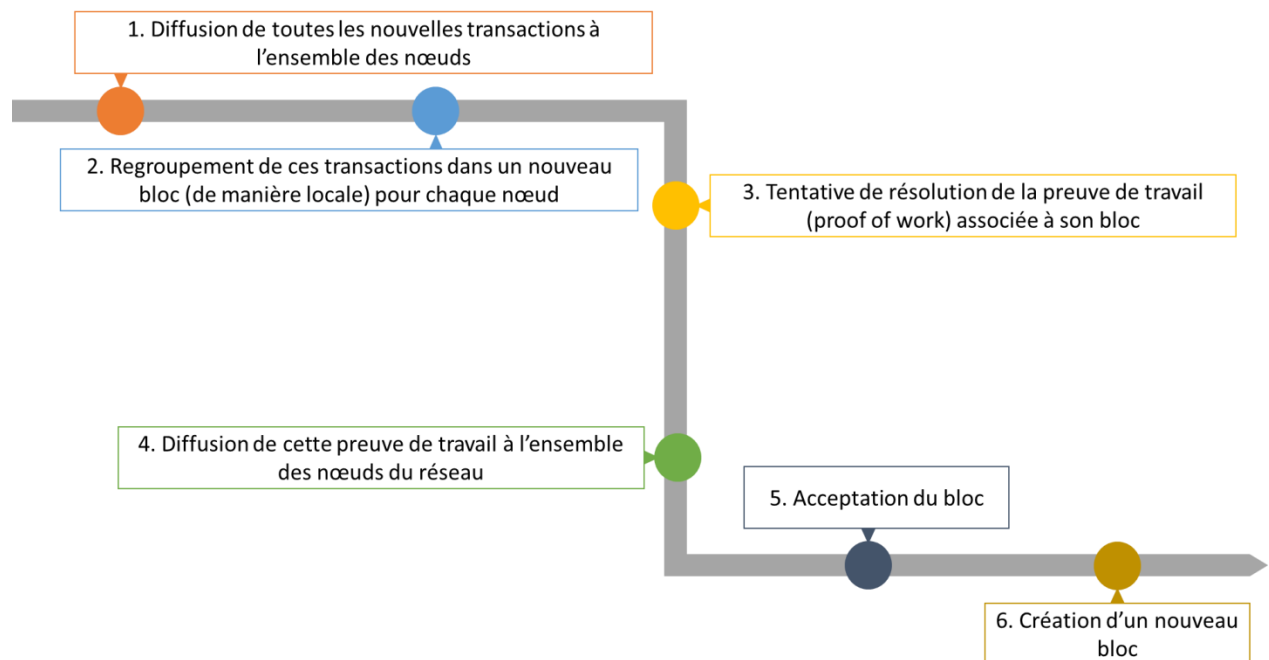 1. Diffusion de toutes les nouvelles transactions à
l’ensemble des nœuds
2. Regroupement de ces transactions dans un nouveau
bloc (de manière locale) pour chaque nœud
3. Tentative de résolution de la preuve de travail
(proof of work) associée à son bloc
4. Diffusion de cette preuve de travail à l’ensemble
des nœuds du réseau
5. Acceptation du bloc
6. Création d’un nouveau
bloc